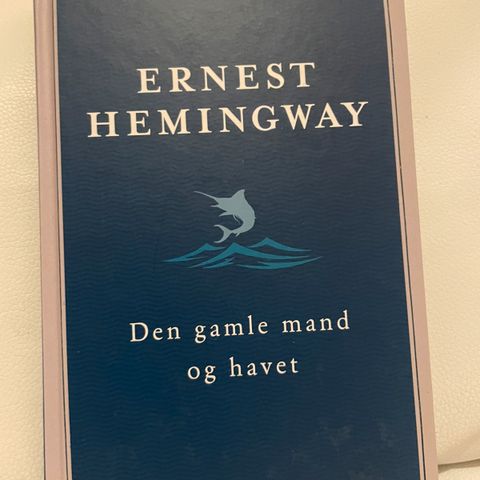 ERNEST
HEMINGWAY
Den gamle mand
og havet